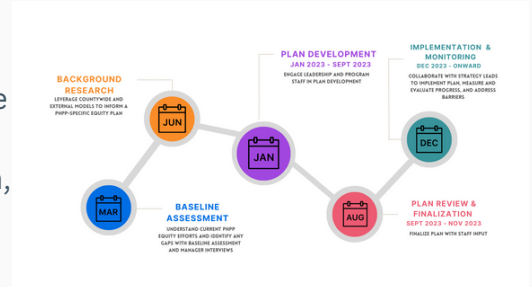 BACKGROUND
RESEARCH
LEVERAGE COUNTYWIDE AND
EXTERNAL MODELS TO INFORM A
PHPP-SPECIFIC EQUITY PLAN
JUN
MAR
BASELINE
ASSESSMENT
UNDERSTAND CURRENT PHPP
EQUITY EFFORTS AND IDENTIFY ANY
GAPS WITH BASELINE ASSESSMENT
AND MANAGER INTERVIEWS
PLAN DEVELOPMENT
JAN 2023 - SEPT 2023
ENGAGE LEADERSHIP AND PROGRAM
STAFF IN PLAN DEVELOPMENT
JAN
AUG
PLAN REVIEW &
FINALIZATION
SEPT 2023 - NOV 2023
FINALIZE PLAN WITH STAFF INPUT
IMPLEMENTATION &
MONITORING
DEC 2023 - ONWARD
COLLABORATE WITH STRATEGY LEADS
TO IMPLEMENT PLAN, MEASURE AND
EVALUATE PROGRESS, AND ADDRESS
BARRIERS
DEC